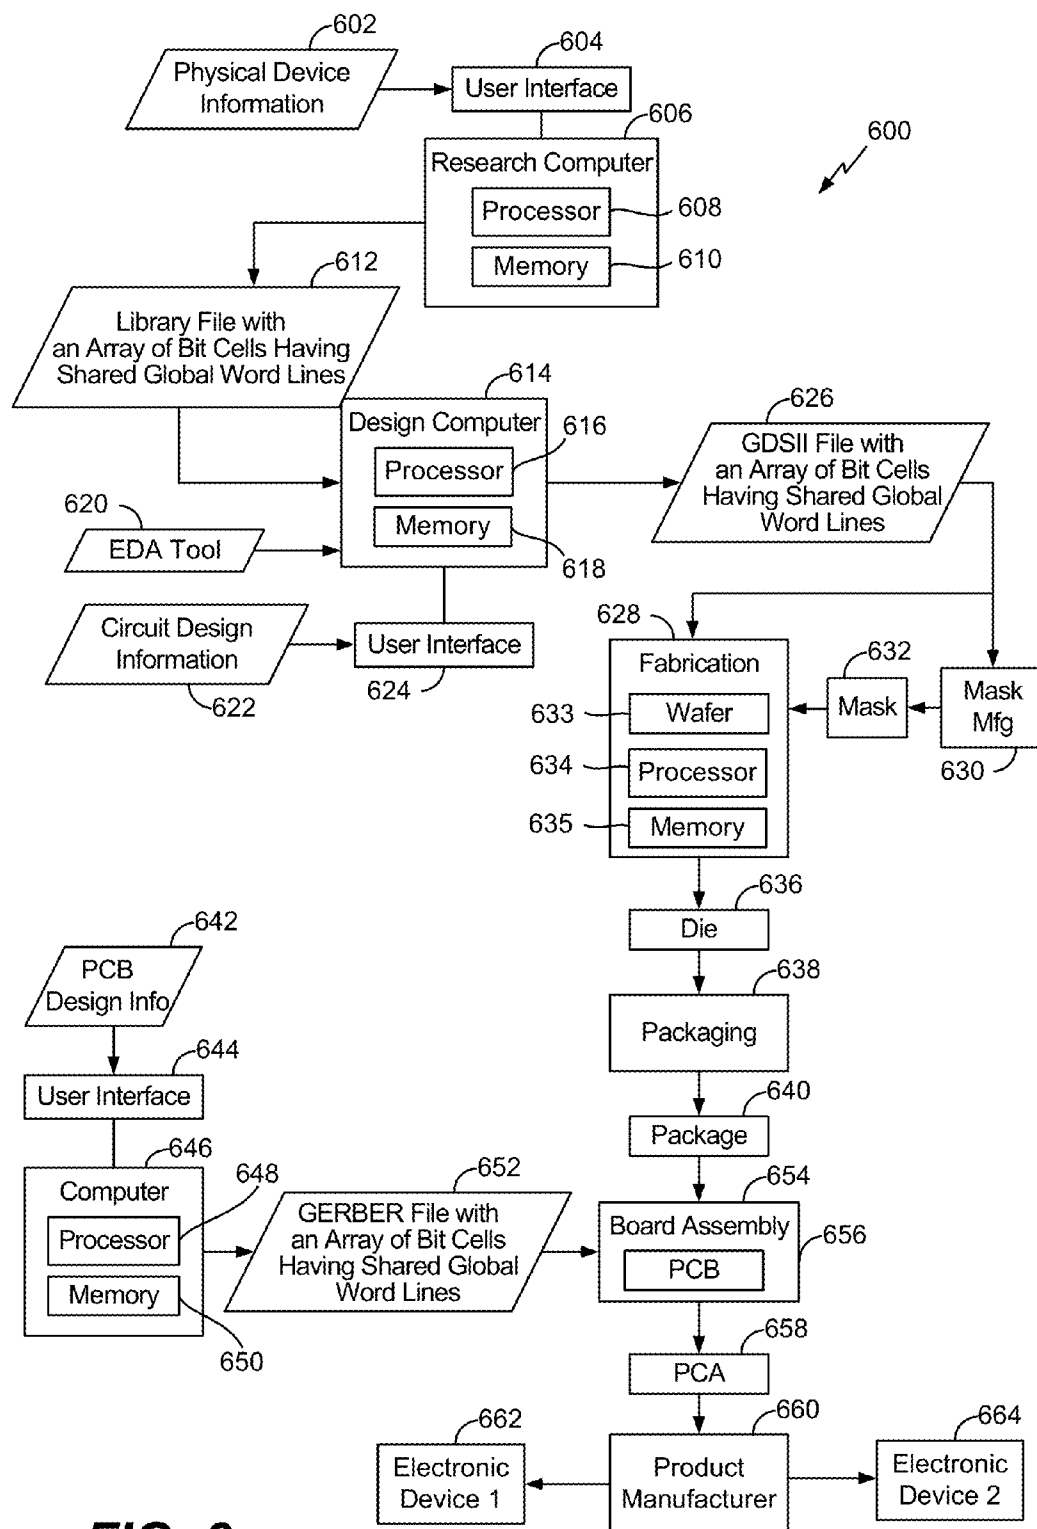 602
Physical Device
Information
604
User Interface
606
600
Research Computer
Processor
608
Memory
610
612
Library File with
an Array of Bit Cells Having
Shared Global Word Lines
614
Design Computer
616
Processor
Memory
618
620
EDA Tool
Circuit Design
Information
622
User Interface
624
626
GDSII File with
an Array of Bit Cells
Having Shared Global
Word Lines
628
Fabrication
633
Wafer
634
Processor
635
Memory
632
Mask
Mask
Mfg
630
636
Die
638
Packaging
640
Package
642
PCB
Design Info
644
User Interface
646
Computer
648
Processor
Memory
650
652
GERBER File with
an Array of Bit Cells
Having Shared Global
Word Lines
654
Board Assembly
656
PCB
658
PCA
660
Product
Manufacturer
662
Electronic
Device 1
664
Electronic
Device 2